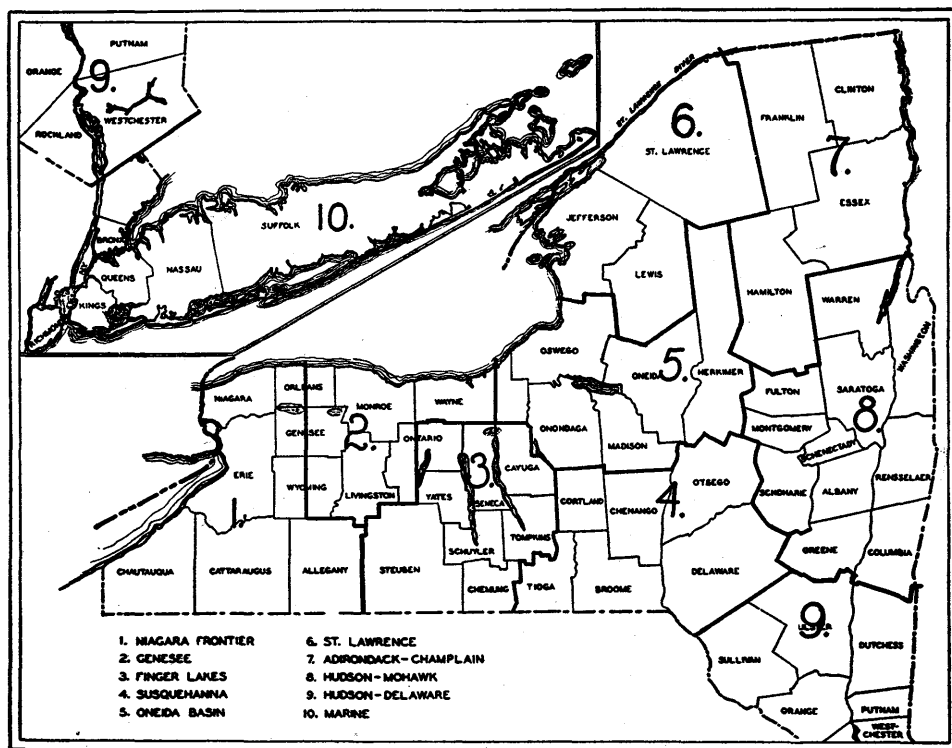 PUTNAM
ORANGE
9.
WESTCHESTER
ROCKLAND
BRONX
QUEENS
NASSAU
KINGS
RICHMOND
SUFFOLK
10.
ST. LAWRENCE RIVER
6.
ST. LAWRENCE
FRANKLIN
CLINTON
7.
ESSEX
JEFFERSON
LEWIS
HAMILTON
WARREN
WASHINGTON
OSWEGO
ONEIDA
5.
HERKIMER
FULTON
SARATOGA
8.
MONTGOMERY
SCHENECTADY
NIAGARA
ORLEANS
MONROE
WAYNE
GENESEE
2.
ONTARIO
ONONDAGA
MADISON
3.
CAYUGA
ERIE
1
WYOMING
LIVINGSTON
YATES
SENECA
CORTLAND
CHENANGO
4.
OTSEGO
SCHOHARIE
ALBANY
RENSSELAER
SCHUYLER
TOMPKINS
GREENE
COLUMBIA
CHAUTAUQUA
CATTARAUGUS
ALLEGANY
STEUBEN
CHEMUNG
TIOGA
BROOME
DELAWARE
9.
ULSTER
SULLIVAN
DUTCHESS
ORANGE
PUTNAM
WEST-
CHESTER
1. NIAGARA FRONTIER
2. GENESEE
3. FINGER LAKES
4. SUSQUEHANNA
5. ONEIDA BASIN
6. ST. LAWRENCE
7. ADIRONDACK-CHAMPLAIN
8. HUDSON-MOHAWK
9. HUDSON-DELAWARE
10. MARINE